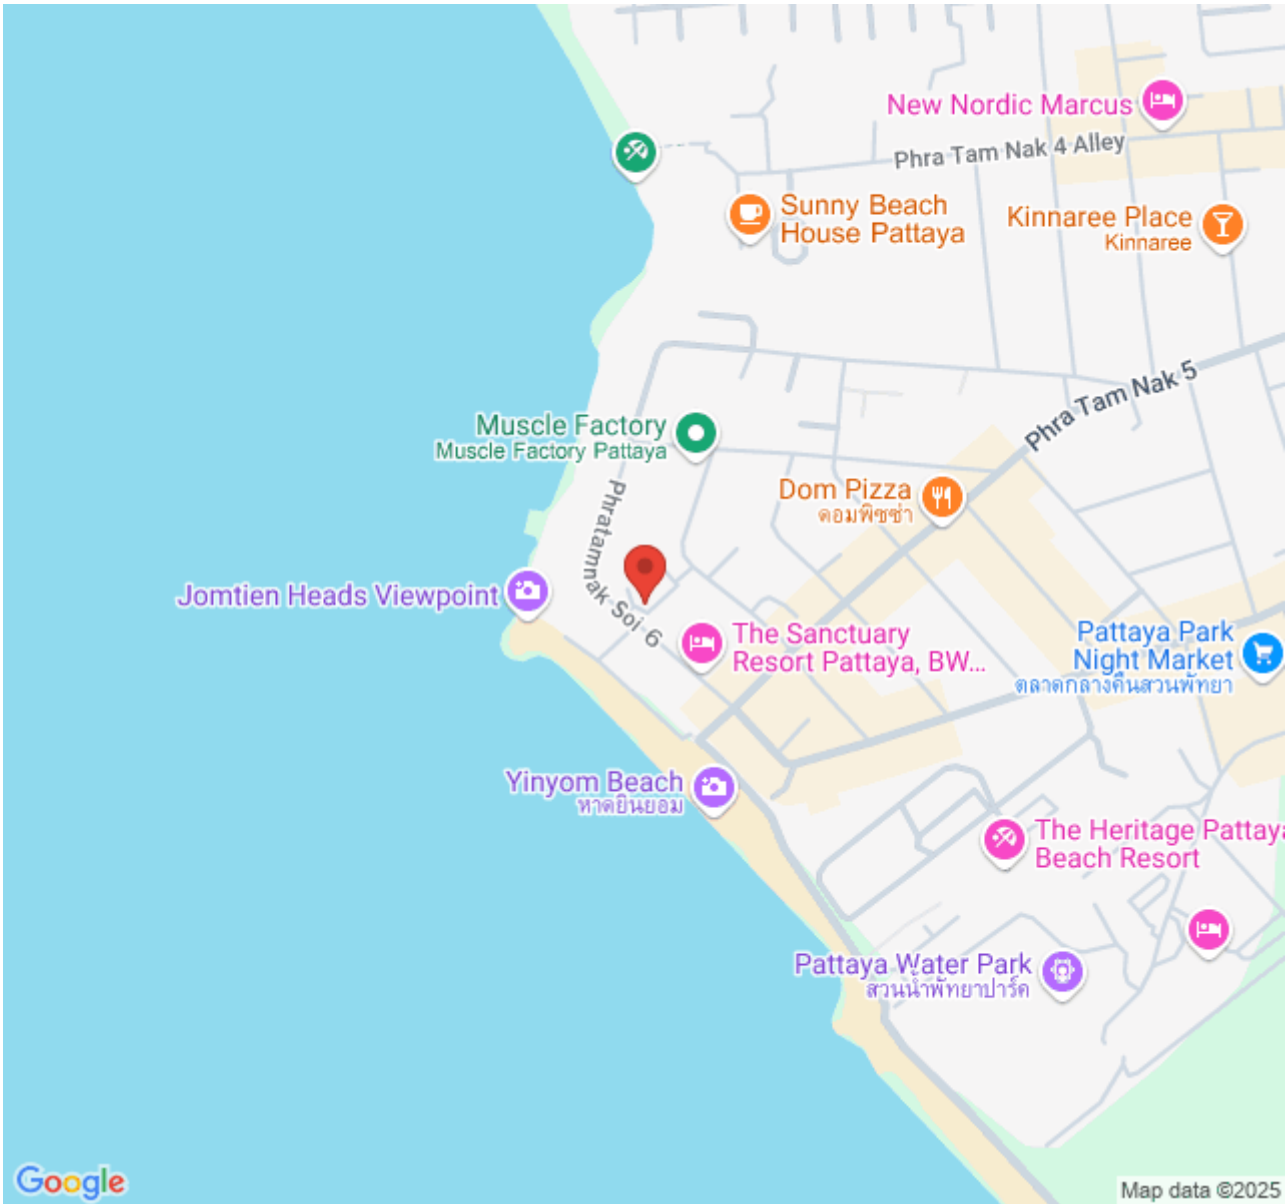 New Nordic Marcus
Phra Tam Nak 4 Alley
Sunny Beach
House Pattaya
Kinnaree Place
Kinnaree
Phra Tam Nak 5
Muscle Factory
Muscle Factory Pattaya
Dom Pizza
ดอมพิซซ่า
Phratamnak Soi 6
Jomtien Heads Viewpoint
The Sanctuary
Resort Pattaya, BW...
Pattaya Park
Night Market
ตลาดกลางคืนสวนพัทยา
Yinyom Beach
หาดยินยอม
The Heritage Pattaya
Beach Resort
Pattaya Water Park
สวนน้ำพัทยาปาร์ค
Google
Map data ©2025